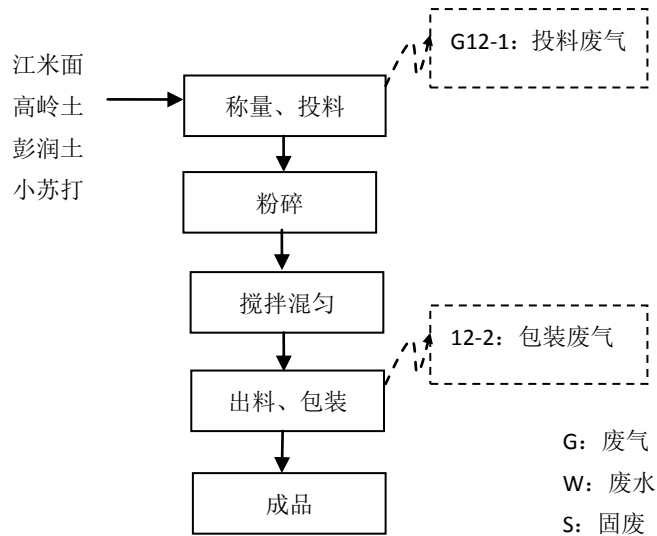 G12-1：投料废气
江米面
高岭土
彭润土
小苏打
称量、投料
粉碎
搅拌混匀
12-2：包装废气
出料、包装
成品
G：废气
W：废水
S：固废